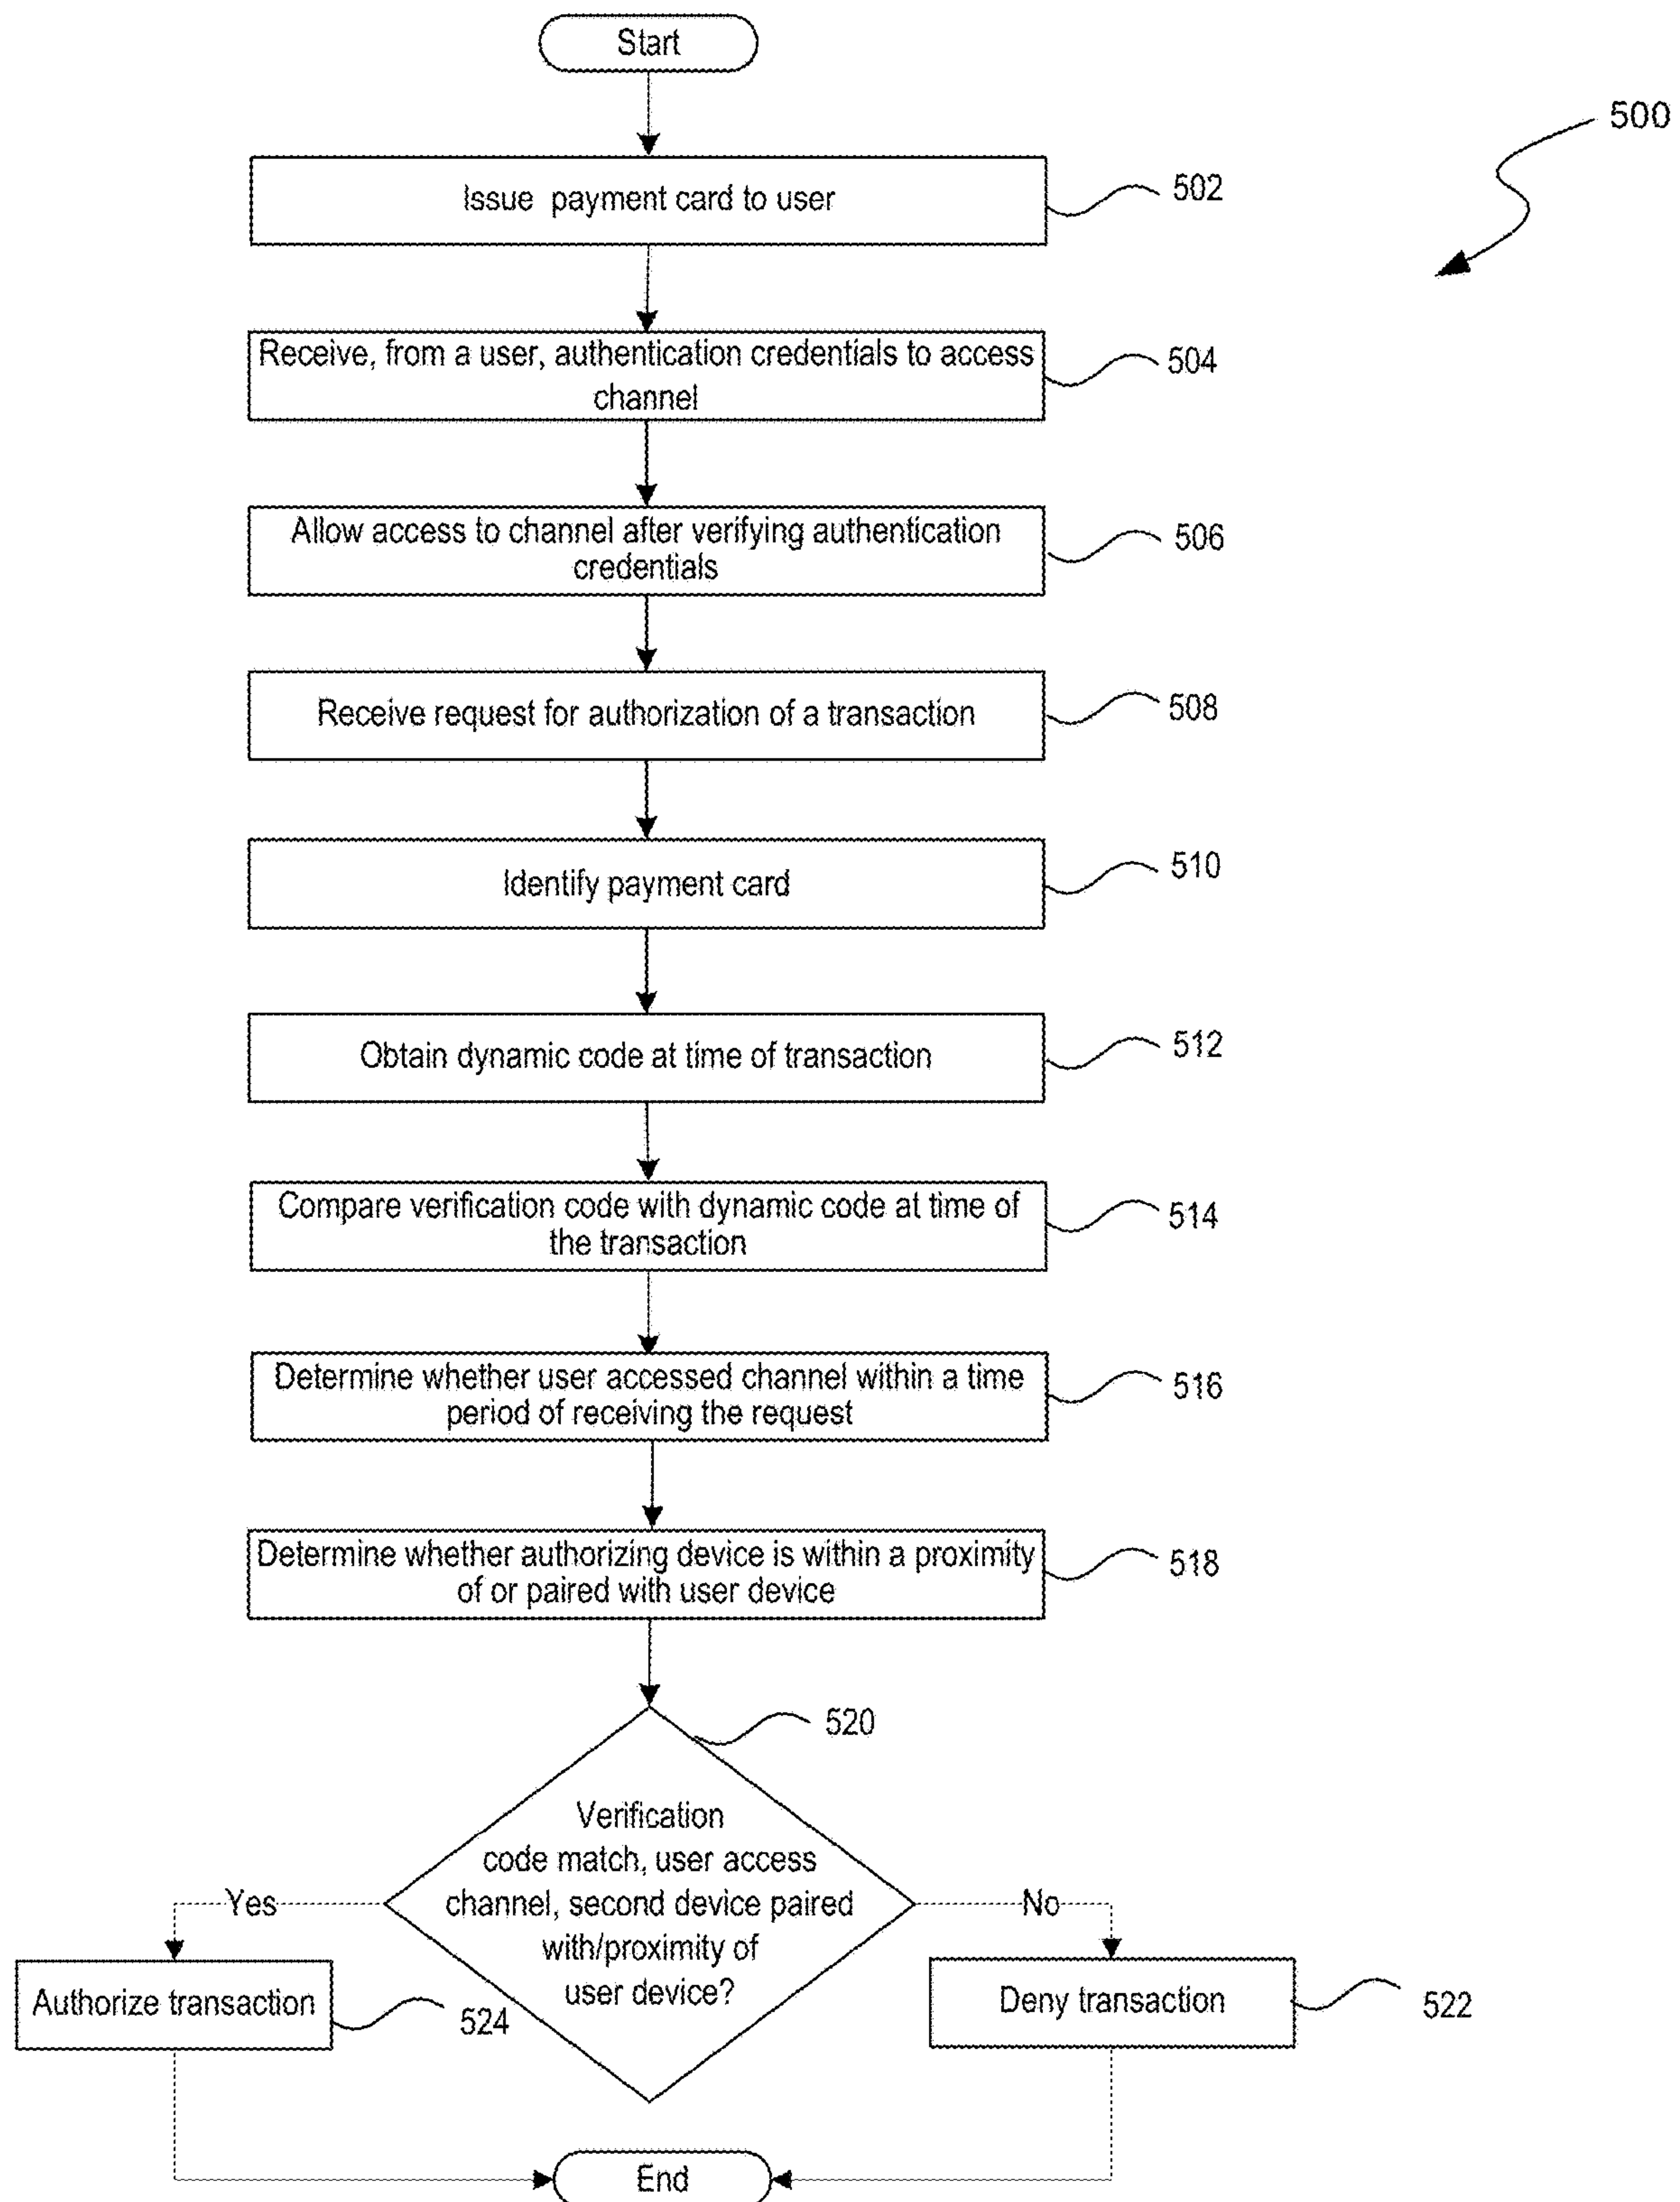 Start
500
Issue payment card to user
502
Receive, from a user, authentication credentials to access
channel
504
Allow access to channel after verifying authentication
credentials
506
Receive request for authorization of a transaction
508
Identify payment card
510
Obtain dynamic code at time of transaction
512
Compare verification code with dynamic code at time of
the transaction
514
Determine whether user accessed channel within a time
period of receiving the request
516
Determine whether authorizing device is within a proximity
of or paired with user device
518
520
Verification
code match, user access
channel, second device paired
with/proximity of
user device?
Yes
No
Authorize transaction
524
Deny transaction
522
End